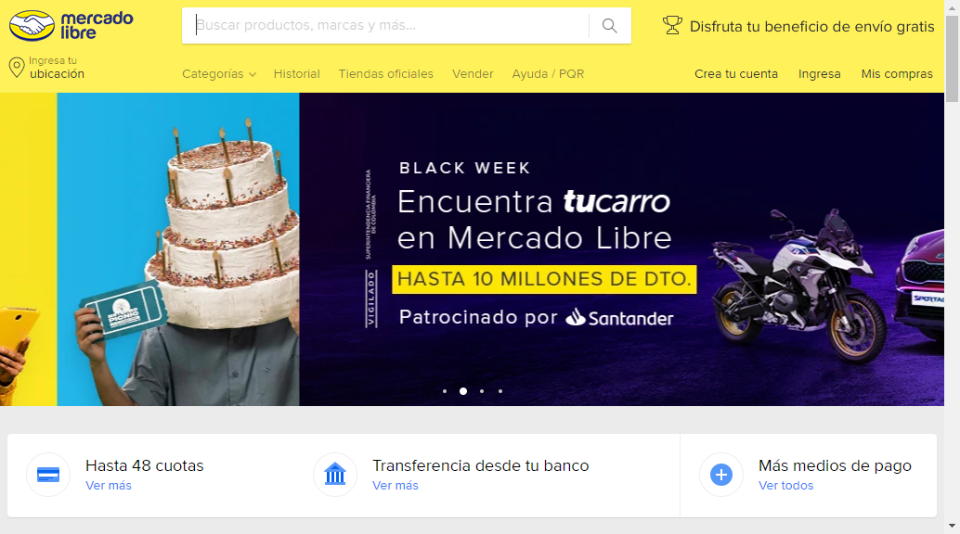 mercado
libre
Buscar productos, marcas y más...
Disfruta tu beneficio de envío gratis
Ingresa tu
ubicación
Categorías
Historial
Tiendas oficiales
Vender
Ayuda / PQR
Crea tu cuenta
Ingresa
Mis compras
PICNIC
VIGILADO
SUPERINTENDENCIA FINANCIERA
DE COLOMBIA
BLACK WEEK
Encuentra tucarro
en Mercado Libre
HASTA 10 MILLONES DE DTO.
Patrocinado por Santander
SPORTAG
Hasta 48 cuotas
Ver más
Transferencia desde tu banco
Ver más
Más medios de pago
Ver todos